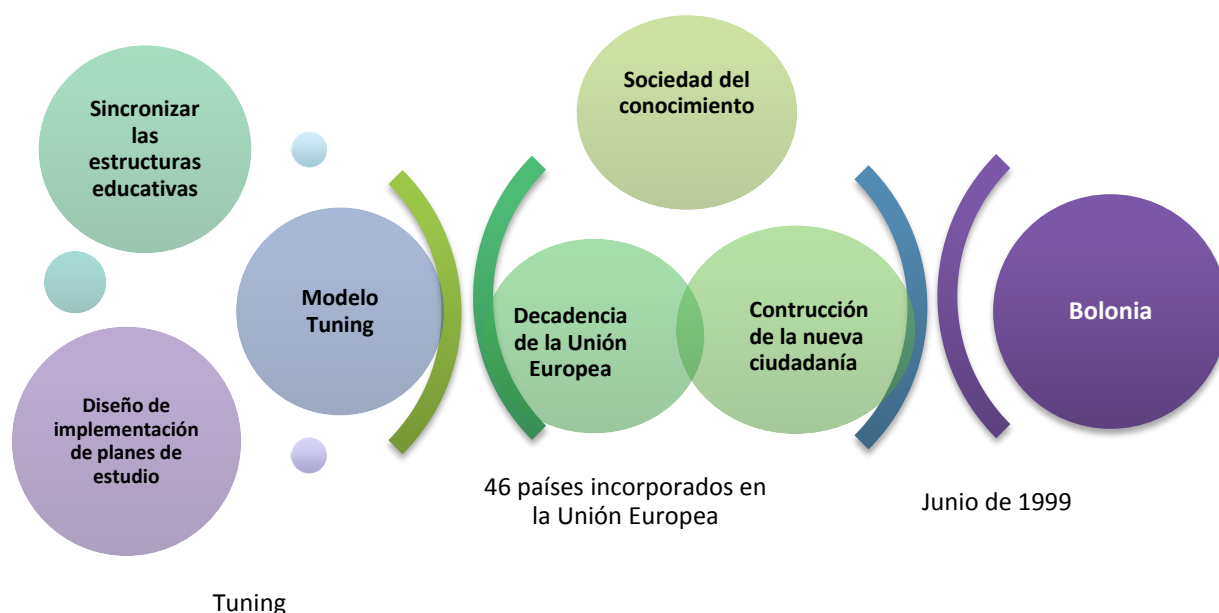 Sincronizar
las
estructuras
educativas
Diseño de
implementación
de planes de
estudio
Modelo
Tuning
Tuning
Sociedad del
conocimiento
Decadencia
de la Unión
Europea
Contrucción
de la nueva
ciudadanía
46 países incorporados en
la Unión Europea
Bolonia
Junio de 1999